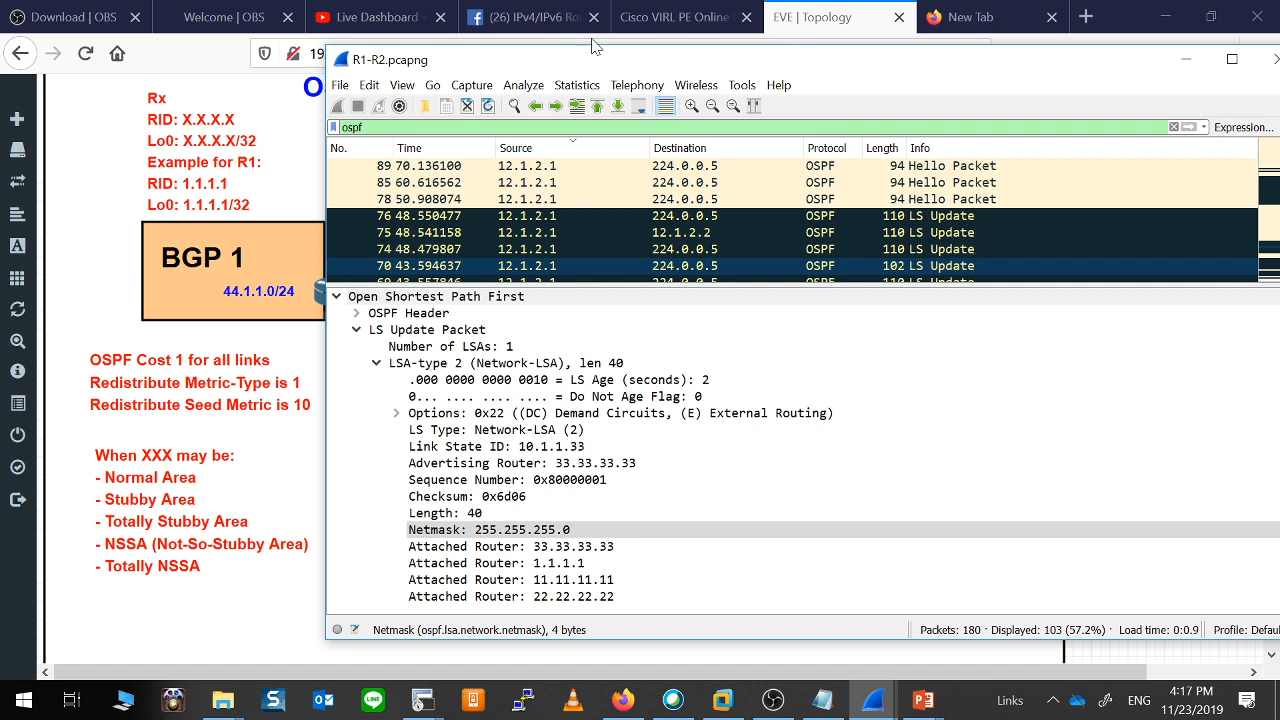 Download | OBS
Welcome | OBS
Live Dashboard -
(26) IPv4/IPv6 Ro
Cisco VIRL PE Online
EVE | Topology
New Tab
19
O
Rx
RID: X.X.X.X
Lo0: X.X.X.X/32
Example for R1:
RID: 1.1.1.1
Lo0: 1.1.1.1/32
BGP 1
44.1.1.0/24
OSPF Cost 1 for all links
Redistribute Metric-Type is 1
Redistribute Seed Metric is 10
When XXX may be:
- Normal Area
- Stubby Area
- Totally Stubby Area
- NSSA (Not-So-Stubby Area)
- Totally NSSA
R1-R2.pcapng
File Edit View Go Capture Analyze Statistics Telephony Wireless Tools Help
ospf
Expression...
No. Time Source Destination Protocol Length Info
89 70.136100 12.1.2.1 224.0.0.5 OSPF 94 Hello Packet
85 60.616562 12.1.2.1 224.0.0.5 OSPF 94 Hello Packet
78 50.908074 12.1.2.1 224.0.0.5 OSPF 94 Hello Packet
76 48.550477 12.1.2.1 224.0.0.5 OSPF 110 LS Update
75 48.541158 12.1.2.1 12.1.2.2 OSPF 110 LS Update
74 48.479807 12.1.2.1 224.0.0.5 OSPF 110 LS Update
70 43.594637 12.1.2.1 224.0.0.5 OSPF 102 LS Update
Open Shortest Path First
OSPF Header
LS Update Packet
Number of LSAs: 1
LSA-type 2 (Network-LSA), len 40
.000 0000 0000 0010 = LS Age (seconds): 2
0... .... .... .... = Do Not Age Flag: 0
Options: 0x22 ((DC) Demand Circuits, (E) External Routing)
LS Type: Network-LSA (2)
Link State ID: 10.1.1.33
Advertising Router: 33.33.33.33
Sequence Number: 0x80000001
Checksum: 0x6d06
Length: 40
Netmask: 255.255.255.0
Attached Router: 33.33.33.33
Attached Router: 1.1.1.1
Attached Router: 11.11.11.11
Attached Router: 22.22.22.22
Netmask (ospf.lsa.network.netmask), 4 bytes
Packets: 180 · Displayed: 103 (57.2%) · Load time: 0:0.9
Profile: Defau
Links
ENG
4:17 PM
11/23/2019